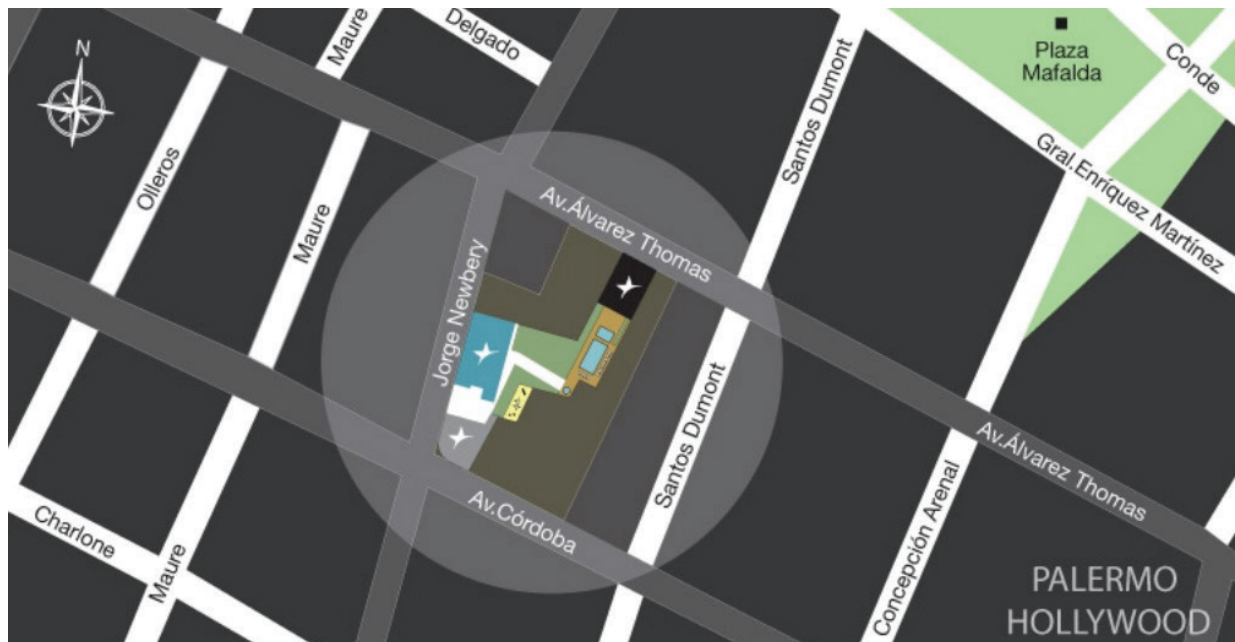 N
Delgado
Maure
Santos Dumont
Plaza
Mafalda
Conde
Olleros
Maure
Av.Álvarez Thomas
Gral.Enríquez Martínez
Jorge Newbery
Santos Dumont
Av.Álvarez Thomas
Av.Córdoba
Concepción Arenal
Charlone
Maure
PALERMO
HOLLYWOOD